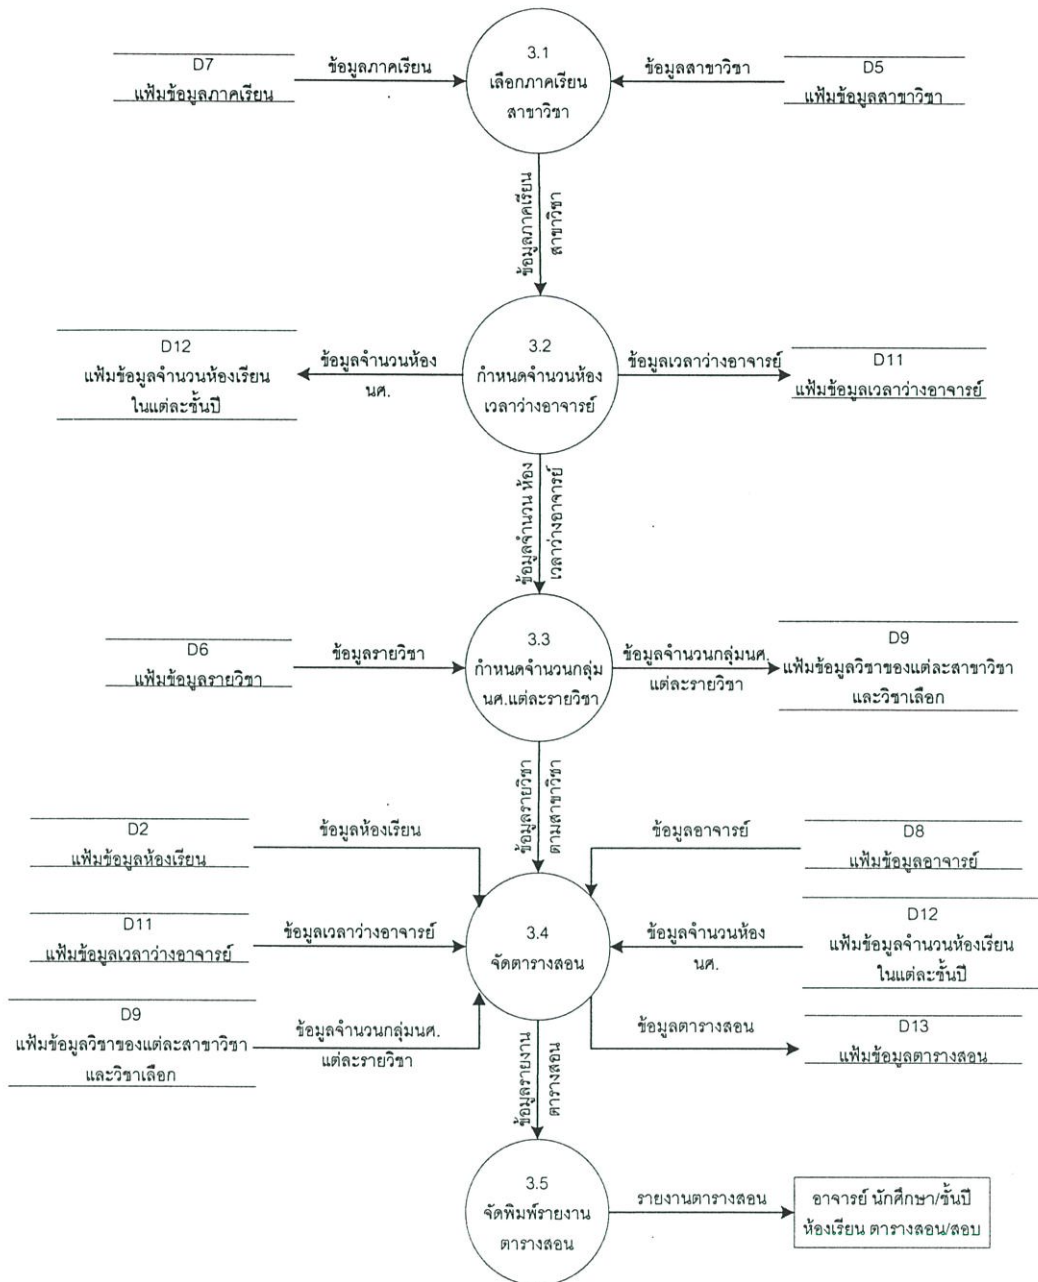 D7
แฟ้มข้อมูลภาคเรียน
ข้อมูลภาคเรียน
3.1
เลือกภาคเรียน
สาขาวิชา
ข้อมูลสาขาวิชา
D5
แฟ้มข้อมูลสาขาวิชา
ข้อมูลภาคเรียน
สาขาวิชา
D12
แฟ้มข้อมูลจำนวนห้องเรียน
ในแต่ละชั้นปี
ข้อมูลจำนวนห้อง
นศ.
3.2
กำหนดจำนวนห้อง
เวลาว่างอาจารย์
ข้อมูลเวลาว่างอาจารย์
D11
แฟ้มข้อมูลเวลาว่างอาจารย์
ข้อมูลจำนวน ห้อง
เวลาว่างอาจารย์
D6
แฟ้มข้อมูลรายวิชา
ข้อมูลรายวิชา
3.3
กำหนดจำนวนกลุ่ม
นศ.แต่ละรายวิชา
ข้อมูลจำนวนกลุ่มนศ.
แต่ละรายวิชา
D9
แฟ้มข้อมูลวิชาของแต่ละสาขาวิชา
และวิชาเลือก
ข้อมูลรายวิชา
ตามสาขาวิชา
D2
แฟ้มข้อมูลห้องเรียน
ข้อมูลห้องเรียน
ข้อมูลอาจารย์
D8
แฟ้มข้อมูลอาจารย์
D11
แฟ้มข้อมูลเวลาว่างอาจารย์
ข้อมูลเวลาว่างอาจารย์
3.4
จัดตารางสอน
ข้อมูลจำนวนห้อง
นศ.
D12
แฟ้มข้อมูลจำนวนห้องเรียน
ในแต่ละชั้นปี
D9
แฟ้มข้อมูลวิชาของแต่ละสาขาวิชา
และวิชาเลือก
ข้อมูลจำนวนกลุ่มนศ.
แต่ละรายวิชา
ข้อมูลตารางสอน
D13
แฟ้มข้อมูลตารางสอน
ข้อมูลรายงาน
ตารางสอน
3.5
จัดพิมพ์รายงาน
ตารางสอน
รายงานตารางสอน
อาจารย์ นักศึกษา/ชั้นปี
ห้องเรียน ตารางสอน/สอบ